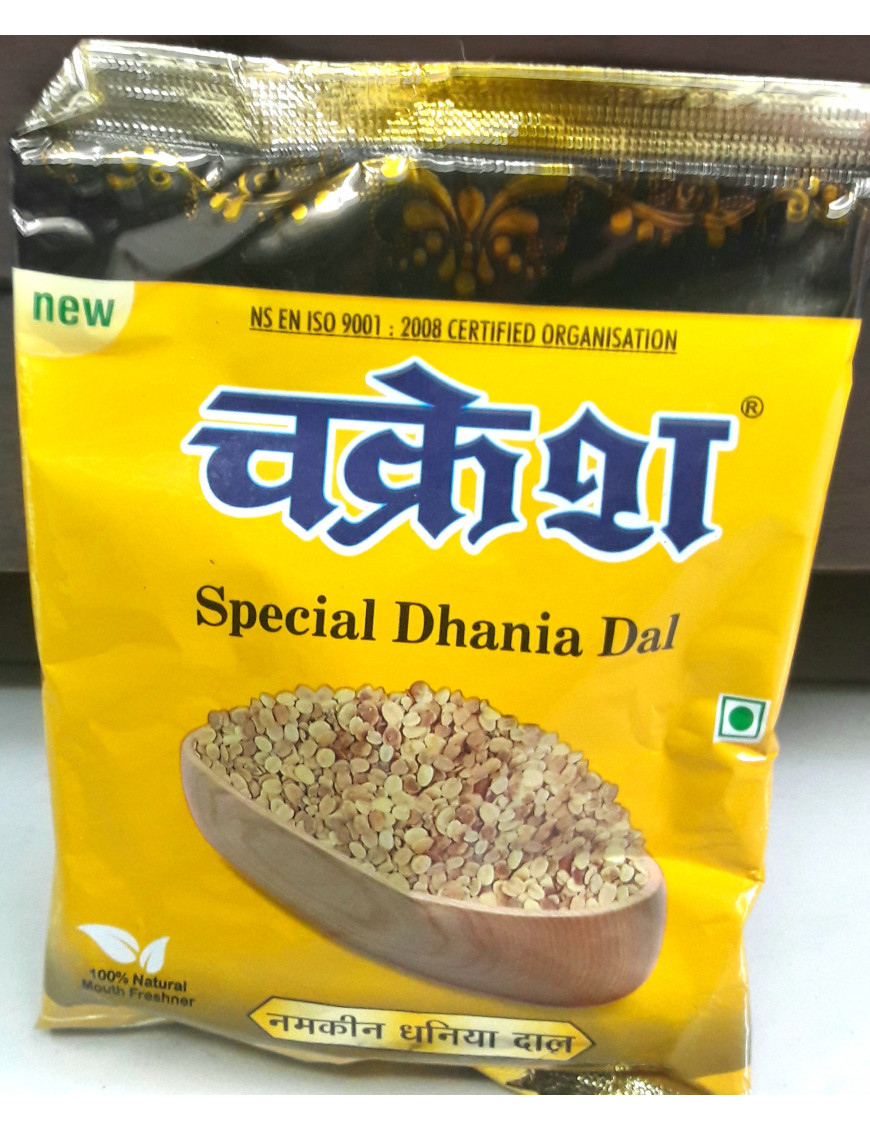 new
NS EN ISO 9001 : 2008 CERTIFIED ORGANISATION
चक्रेश ®
Special Dhania Dal
100% Natural
Mouth Freshner
नमकीन धनिया दाल